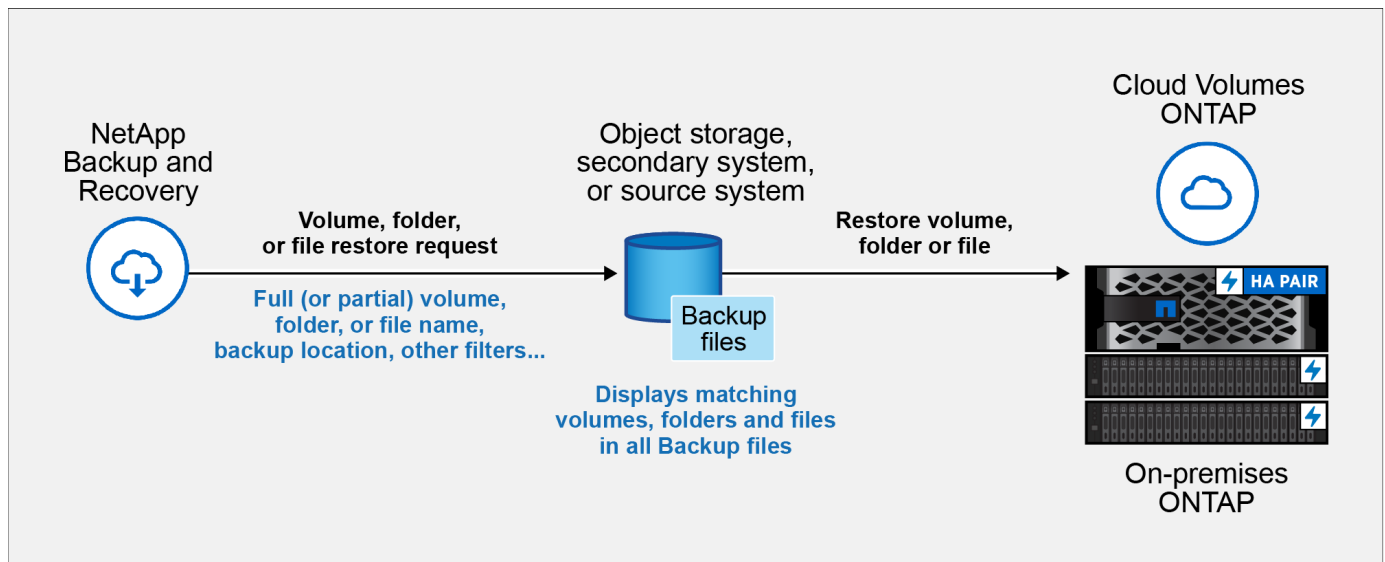 NetApp
Backup and
Recovery
Volume, folder,
or file restore request
Full (or partial) volume,
folder, or file name,
backup location, other filters...
Object storage,
secondary system,
or source system
Backup
files
Displays matching
volumes, folders and files
in all Backup files
Restore volume,
folder or file
Cloud Volumes
ONTAP
HA PAIR
On-premises
ONTAP